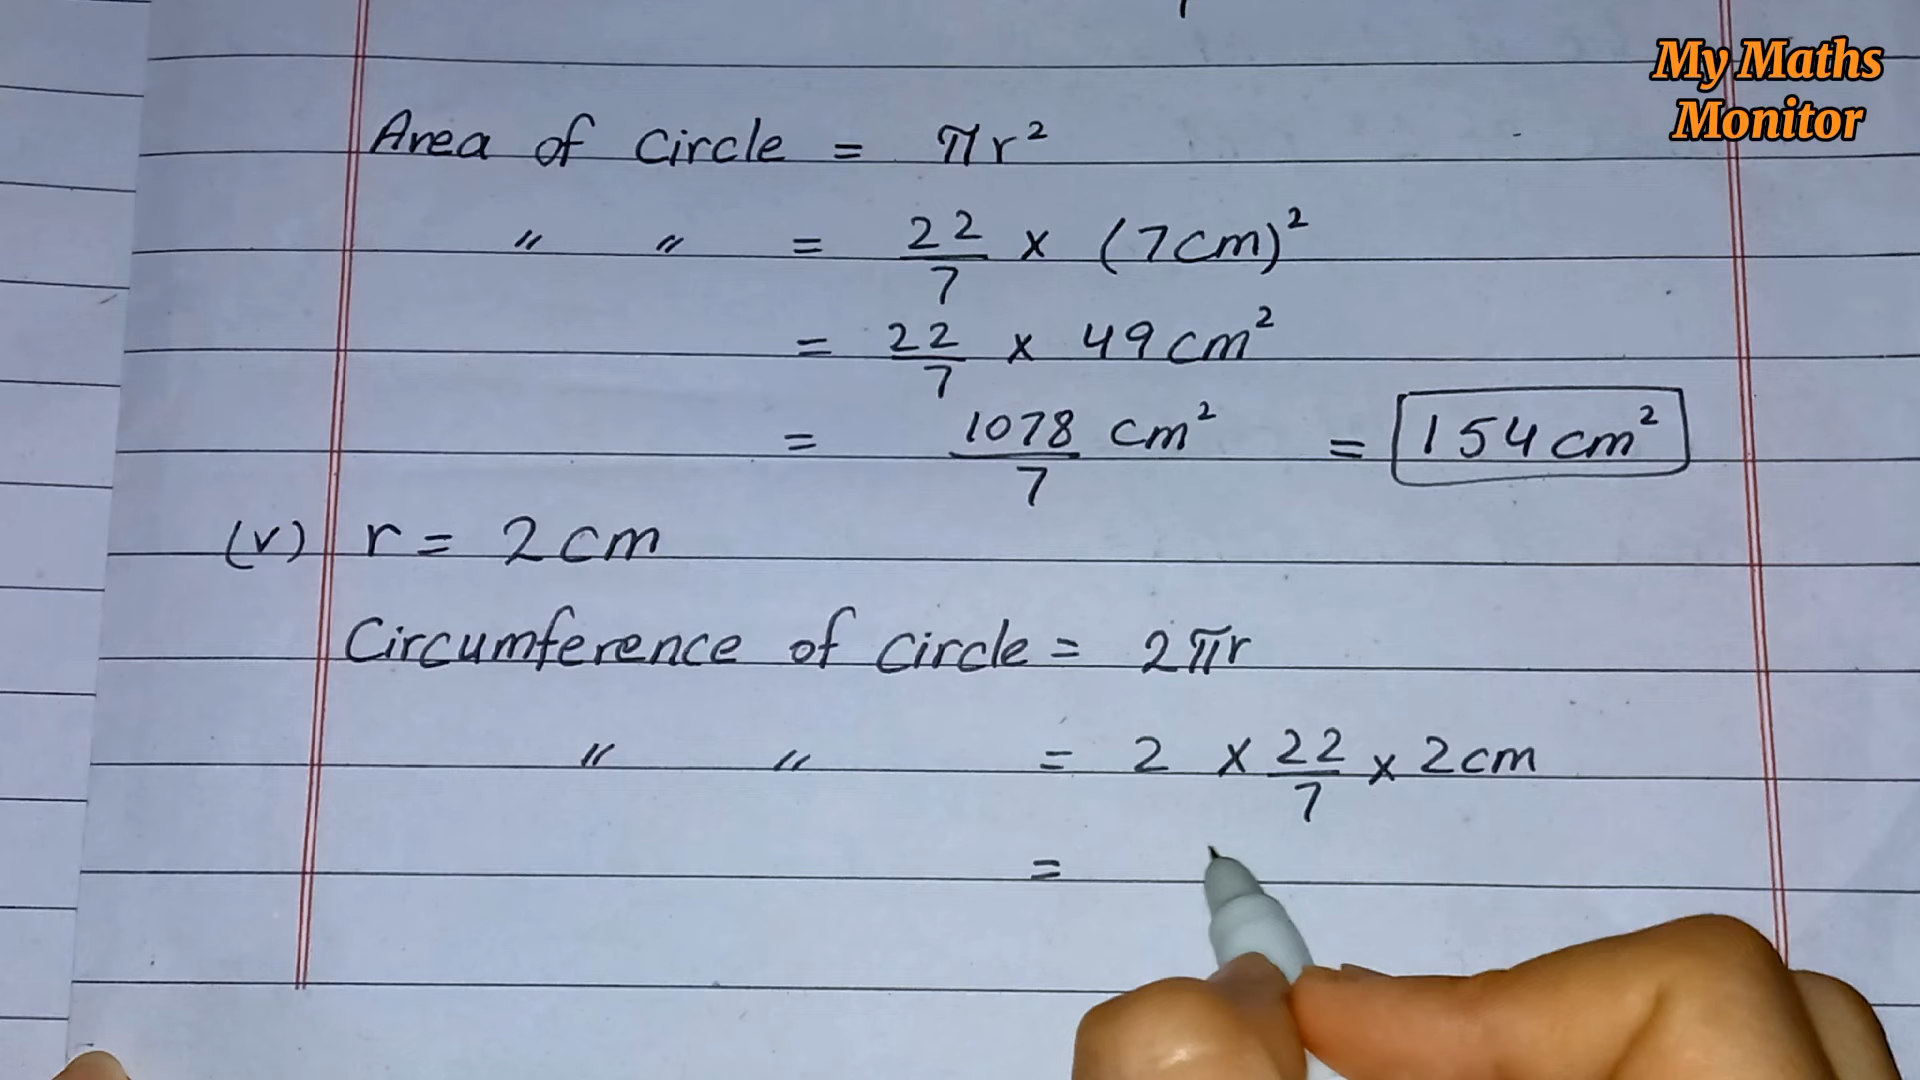 My Maths
Monitor
Area of circle = πr²
〃 〃 = 22/7 × (7cm)²
= 22/7 × 49cm²
= 1078/7 cm² = 154cm²
(v) r = 2cm
Circumference of circle = 2πr
〃 〃 = 2 × 22/7 × 2cm
=